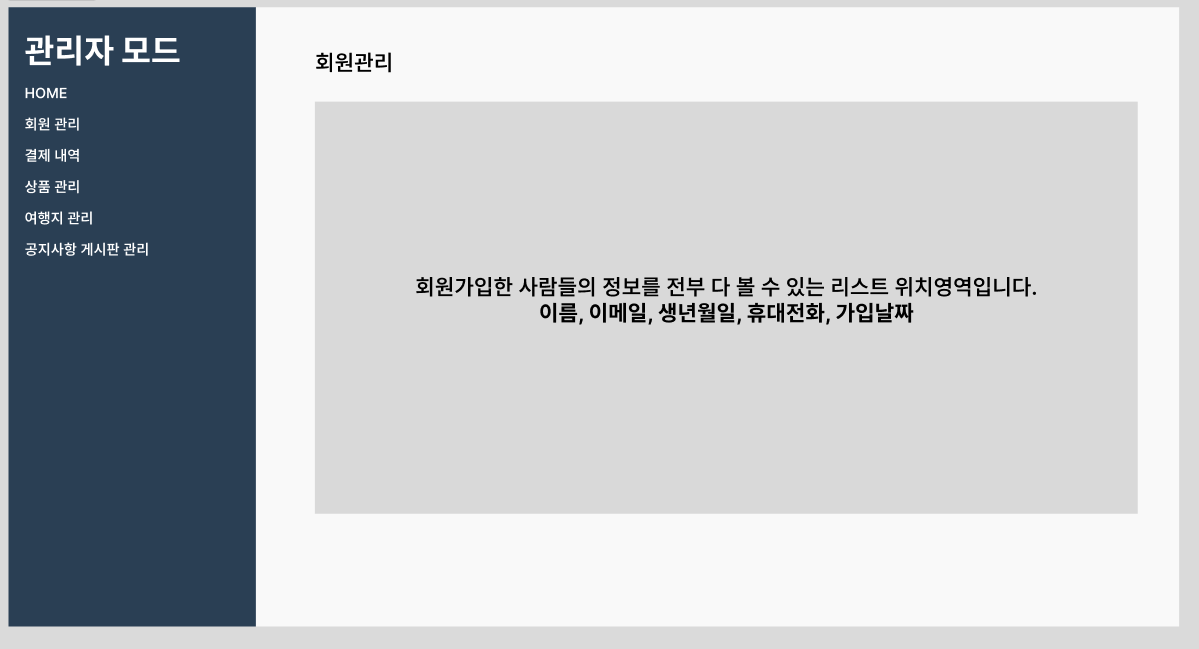 관리자 모드
HOME
회원 관리
결제 내역
상품 관리
여행지 관리
공지사항 게시판 관리
회원관리
회원가입한 사람들의 정보를 전부 다 볼 수 있는 리스트 위치영역입니다.
이름, 이메일, 생년월일, 휴대전화, 가입날짜